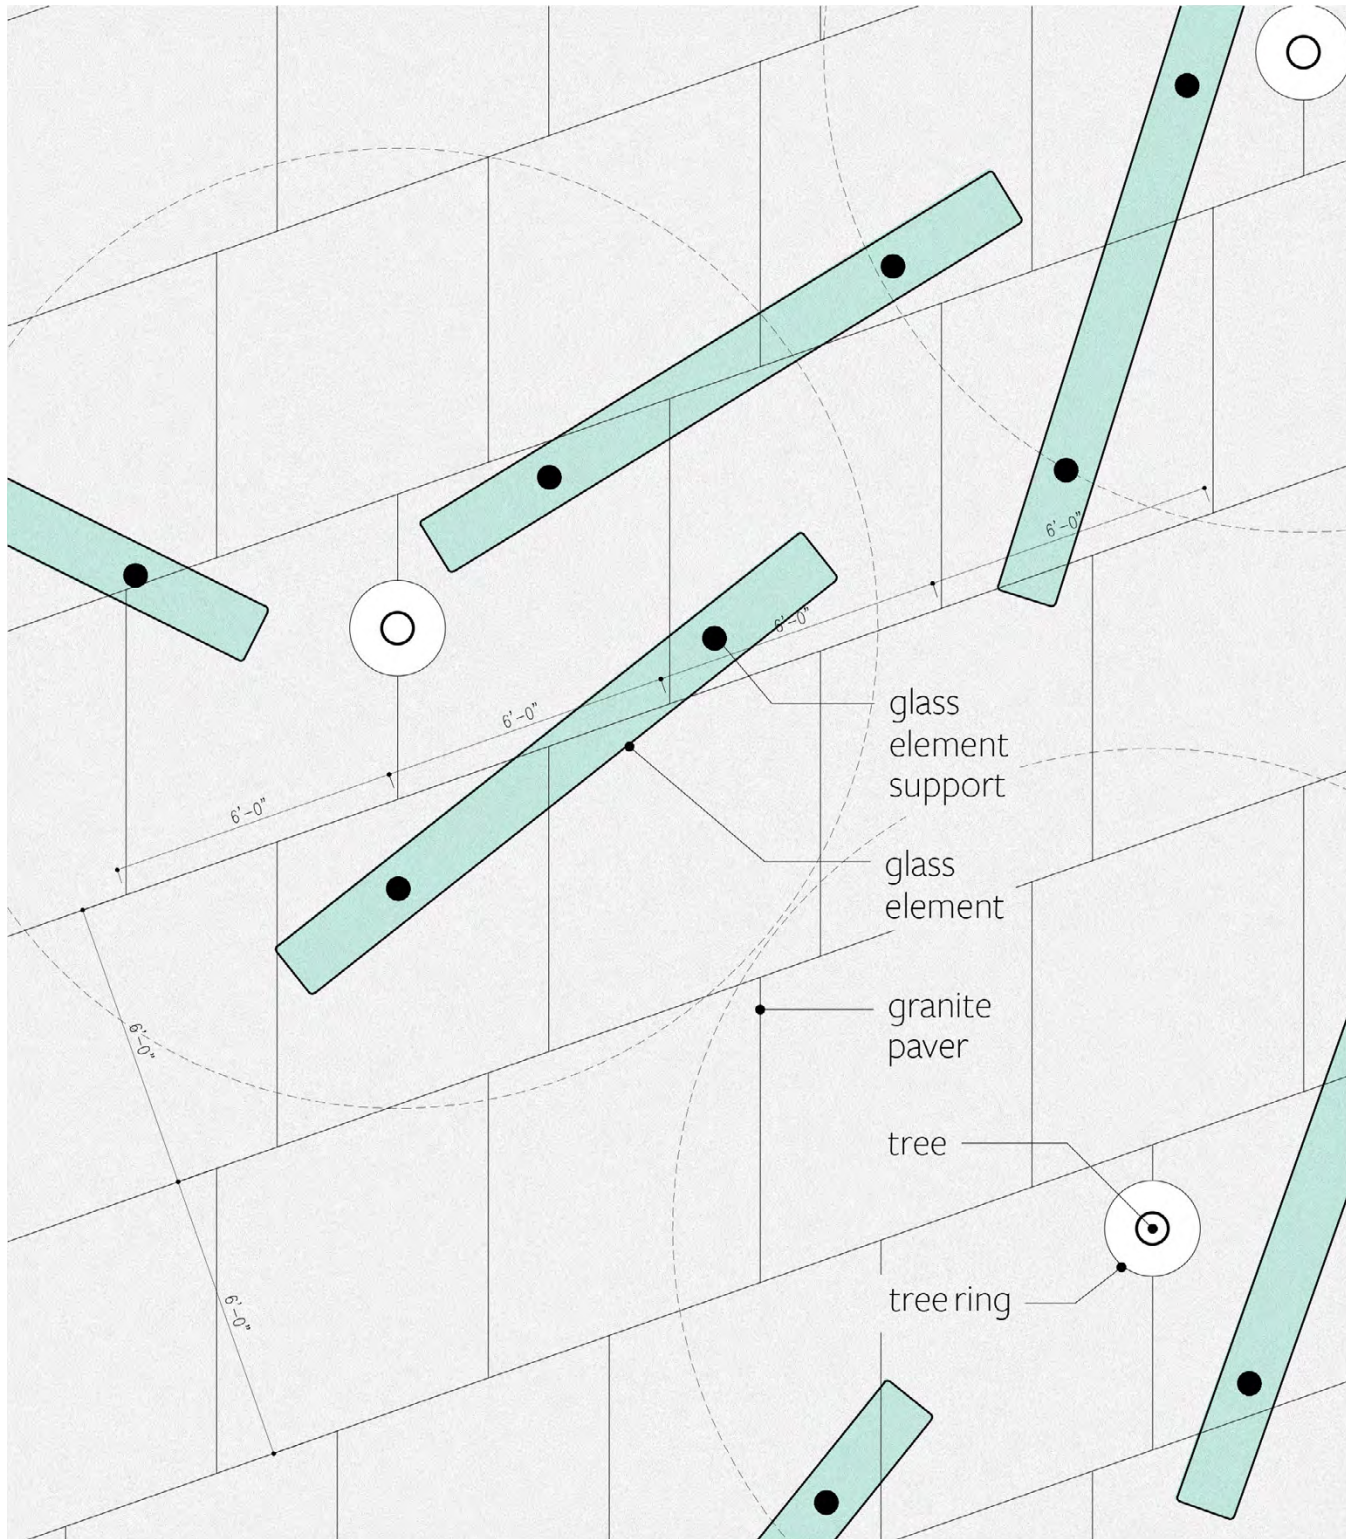 6'-0"
6'-0"
6'-0"
6'-0"
glass
element
support
glass
element
6'-0"
granite
paver
tree
6'-0"
tree ring